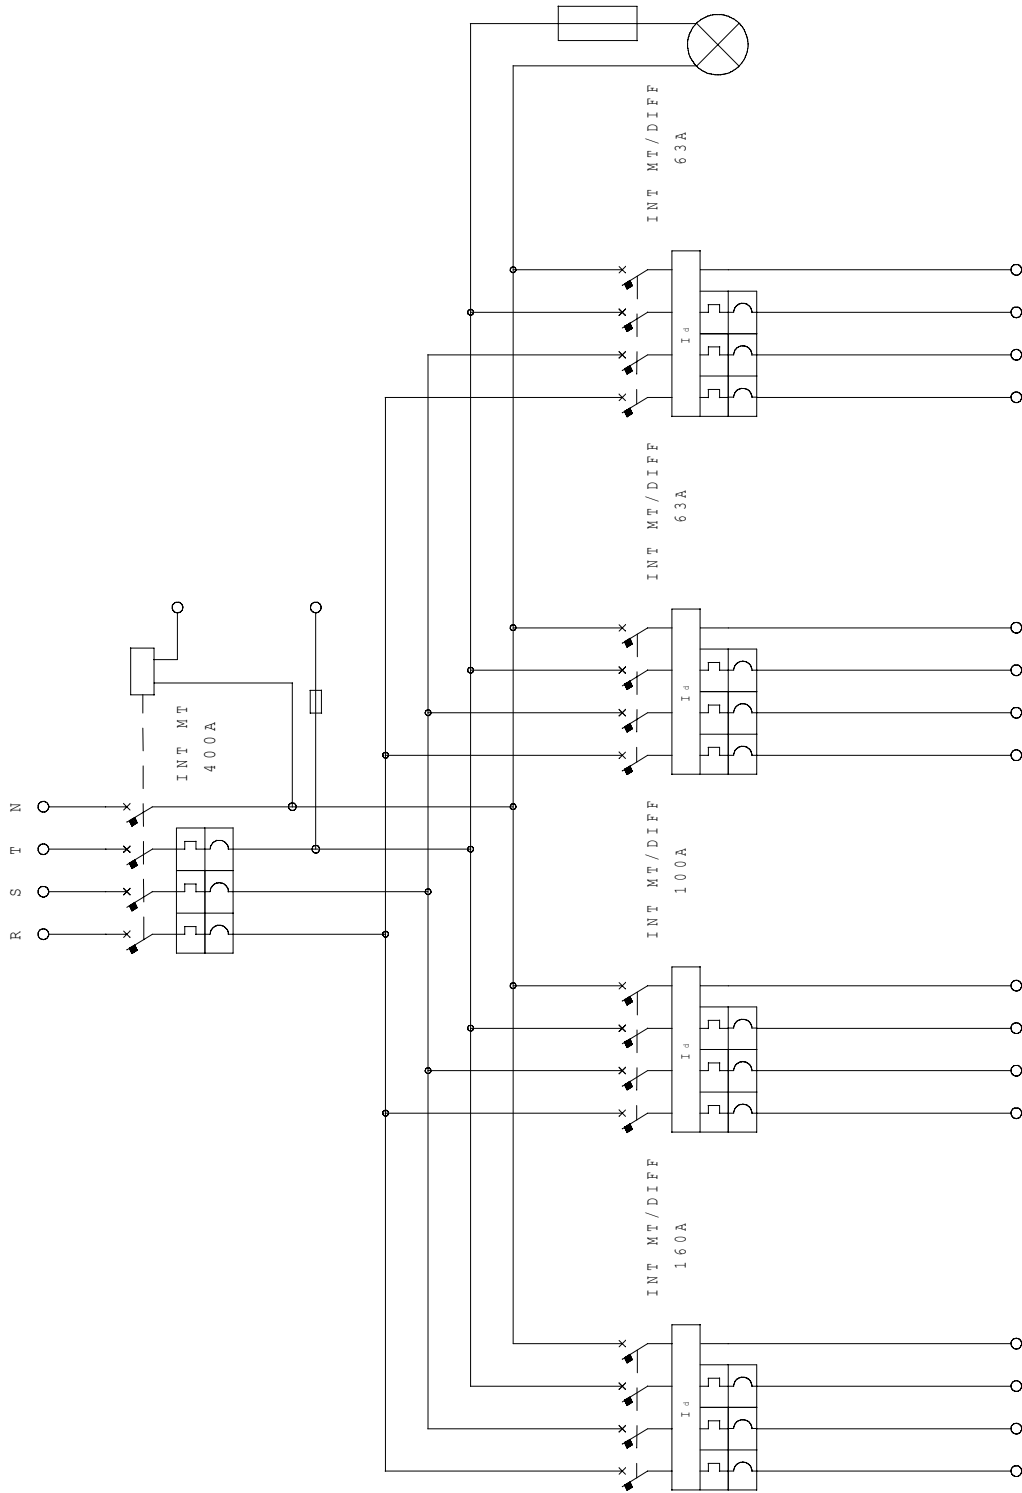 R
S
T
N
INT MT
400A
INT MT/DIFF
160A
Id
INT MT/DIFF
100A
Id
INT MT/DIFF
63A
Id
INT MT/DIFF
63A
Id